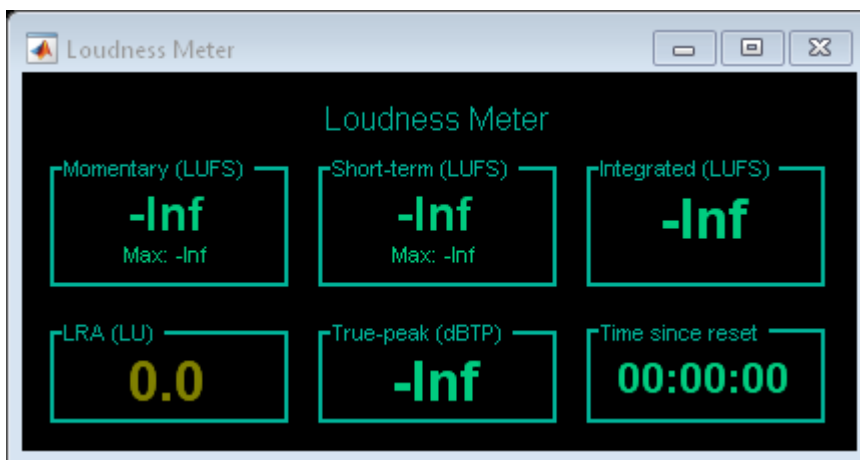 Loudness Meter
Loudness Meter
Momentary (LUFS)
-Inf
Max: -Inf
Short-term (LUFS)
-Inf
Max: -Inf
Integrated (LUFS)
-Inf
LRA (LU)
0.0
True-peak (dBTP)
-Inf
Time since reset
00:00:00